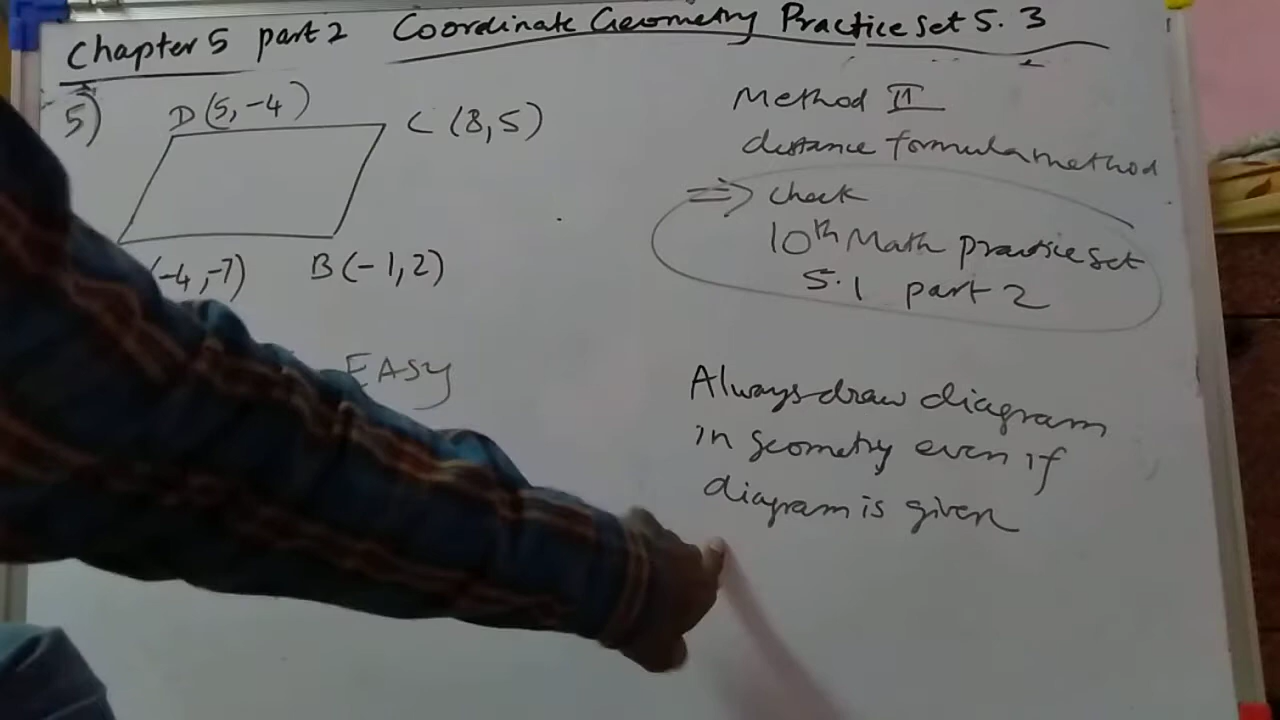 Chapter 5 part 2 Coordinate Geometry Practice Set 5.3
5)
D(5,-4)
C (8,5)
(-4,-7)
B(-1,2)
EASY
Method II
distance formula method
⇒ check
10th Math practice set
5.1 part 2
Always draw diagram
in geometry even if
diagram is given